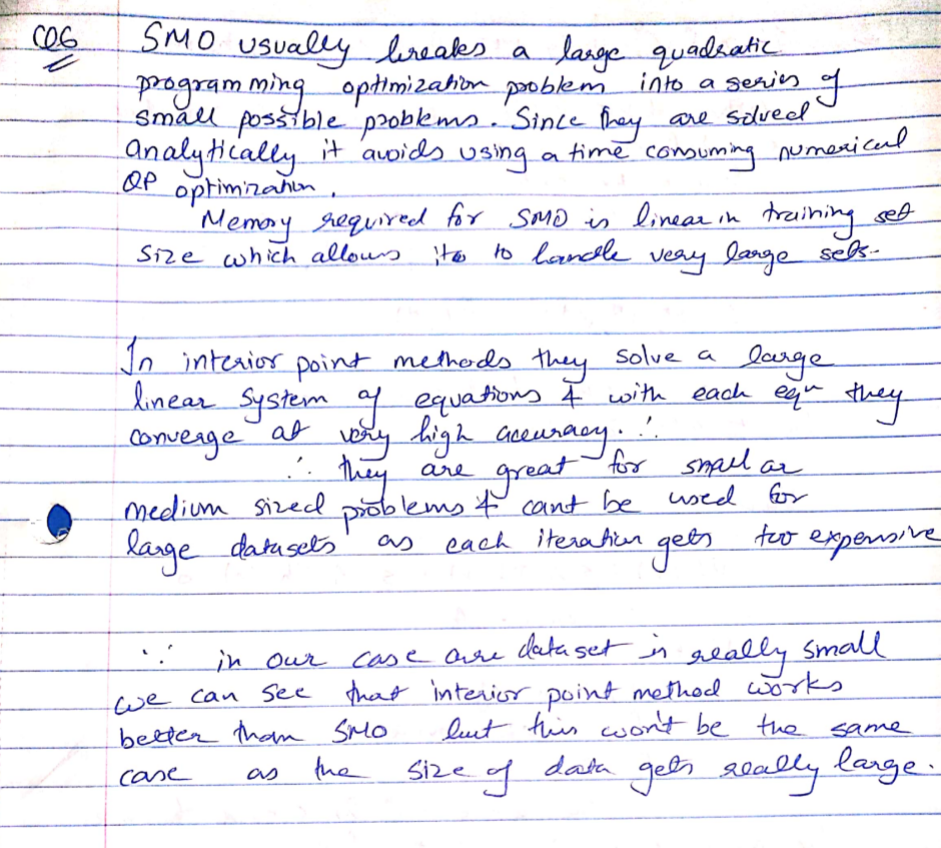 CQ6
SMO usually breaks a large quadratic
programming optimization problem into a series of
small possible problems. Since they are solved
analytically it avoids using a time consuming numerical
QP optimization.
Memory required for SMO is linear in training set
size which allows it to handle very large sets.
In interior point methods they solve a large
linear system of equations & with each eqn they
converge at very high accuracy. ∵
∴ they are great for small or
medium sized problems & cant be used for
large datasets as each iteration gets too expensive
∵ in our case our dataset is really small
we can see that interior point method works
better than SMO but this won't be the same
case as the size of data gets really large.